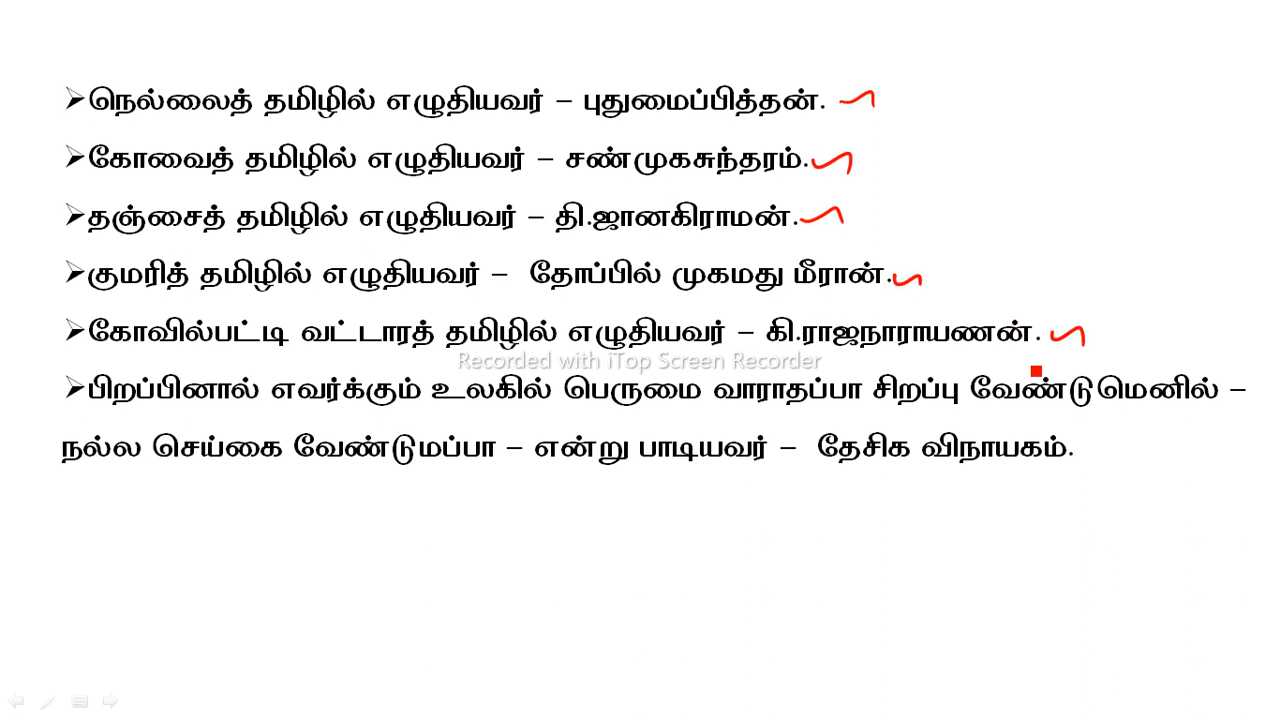 ➢நெல்லைத் தமிழில் எழுதியவர் – புதுமைப்பித்தன்.
➢கோவைத் தமிழில் எழுதியவர் – சண்முகசுந்தரம்.
➢தஞ்சைத் தமிழில் எழுதியவர் – தி.ஜானகிராமன்.
➢குமரித் தமிழில் எழுதியவர் – தோப்பில் முகமது மீரான்.
➢கோவில்பட்டி வட்டாரத் தமிழில் எழுதியவர் – கி.ராஜநாராயணன்.
Recorded with iTop Screen Recorder
➢பிறப்பினால் எவர்க்கும் உலகில் பெருமை வாராதப்பா சிறப்பு வேண்டுமெனில் –
நல்ல செய்கை வேண்டுமப்பா – என்று பாடியவர் – தேசிக விநாயகம்.